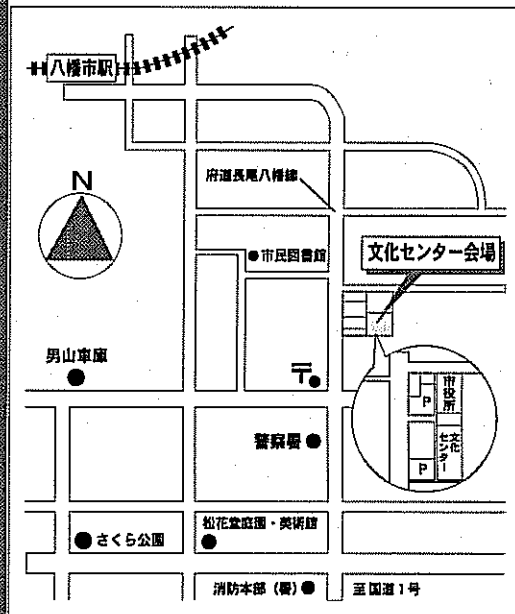 八幡市駅
府道長尾八幡線
N
市民図書館
文化センター会場
男山車庫
〒
P
市役所
警察署
P
文化
センター
さくら公園
松花堂庭園・美術館
消防本部（署）
至国道1号